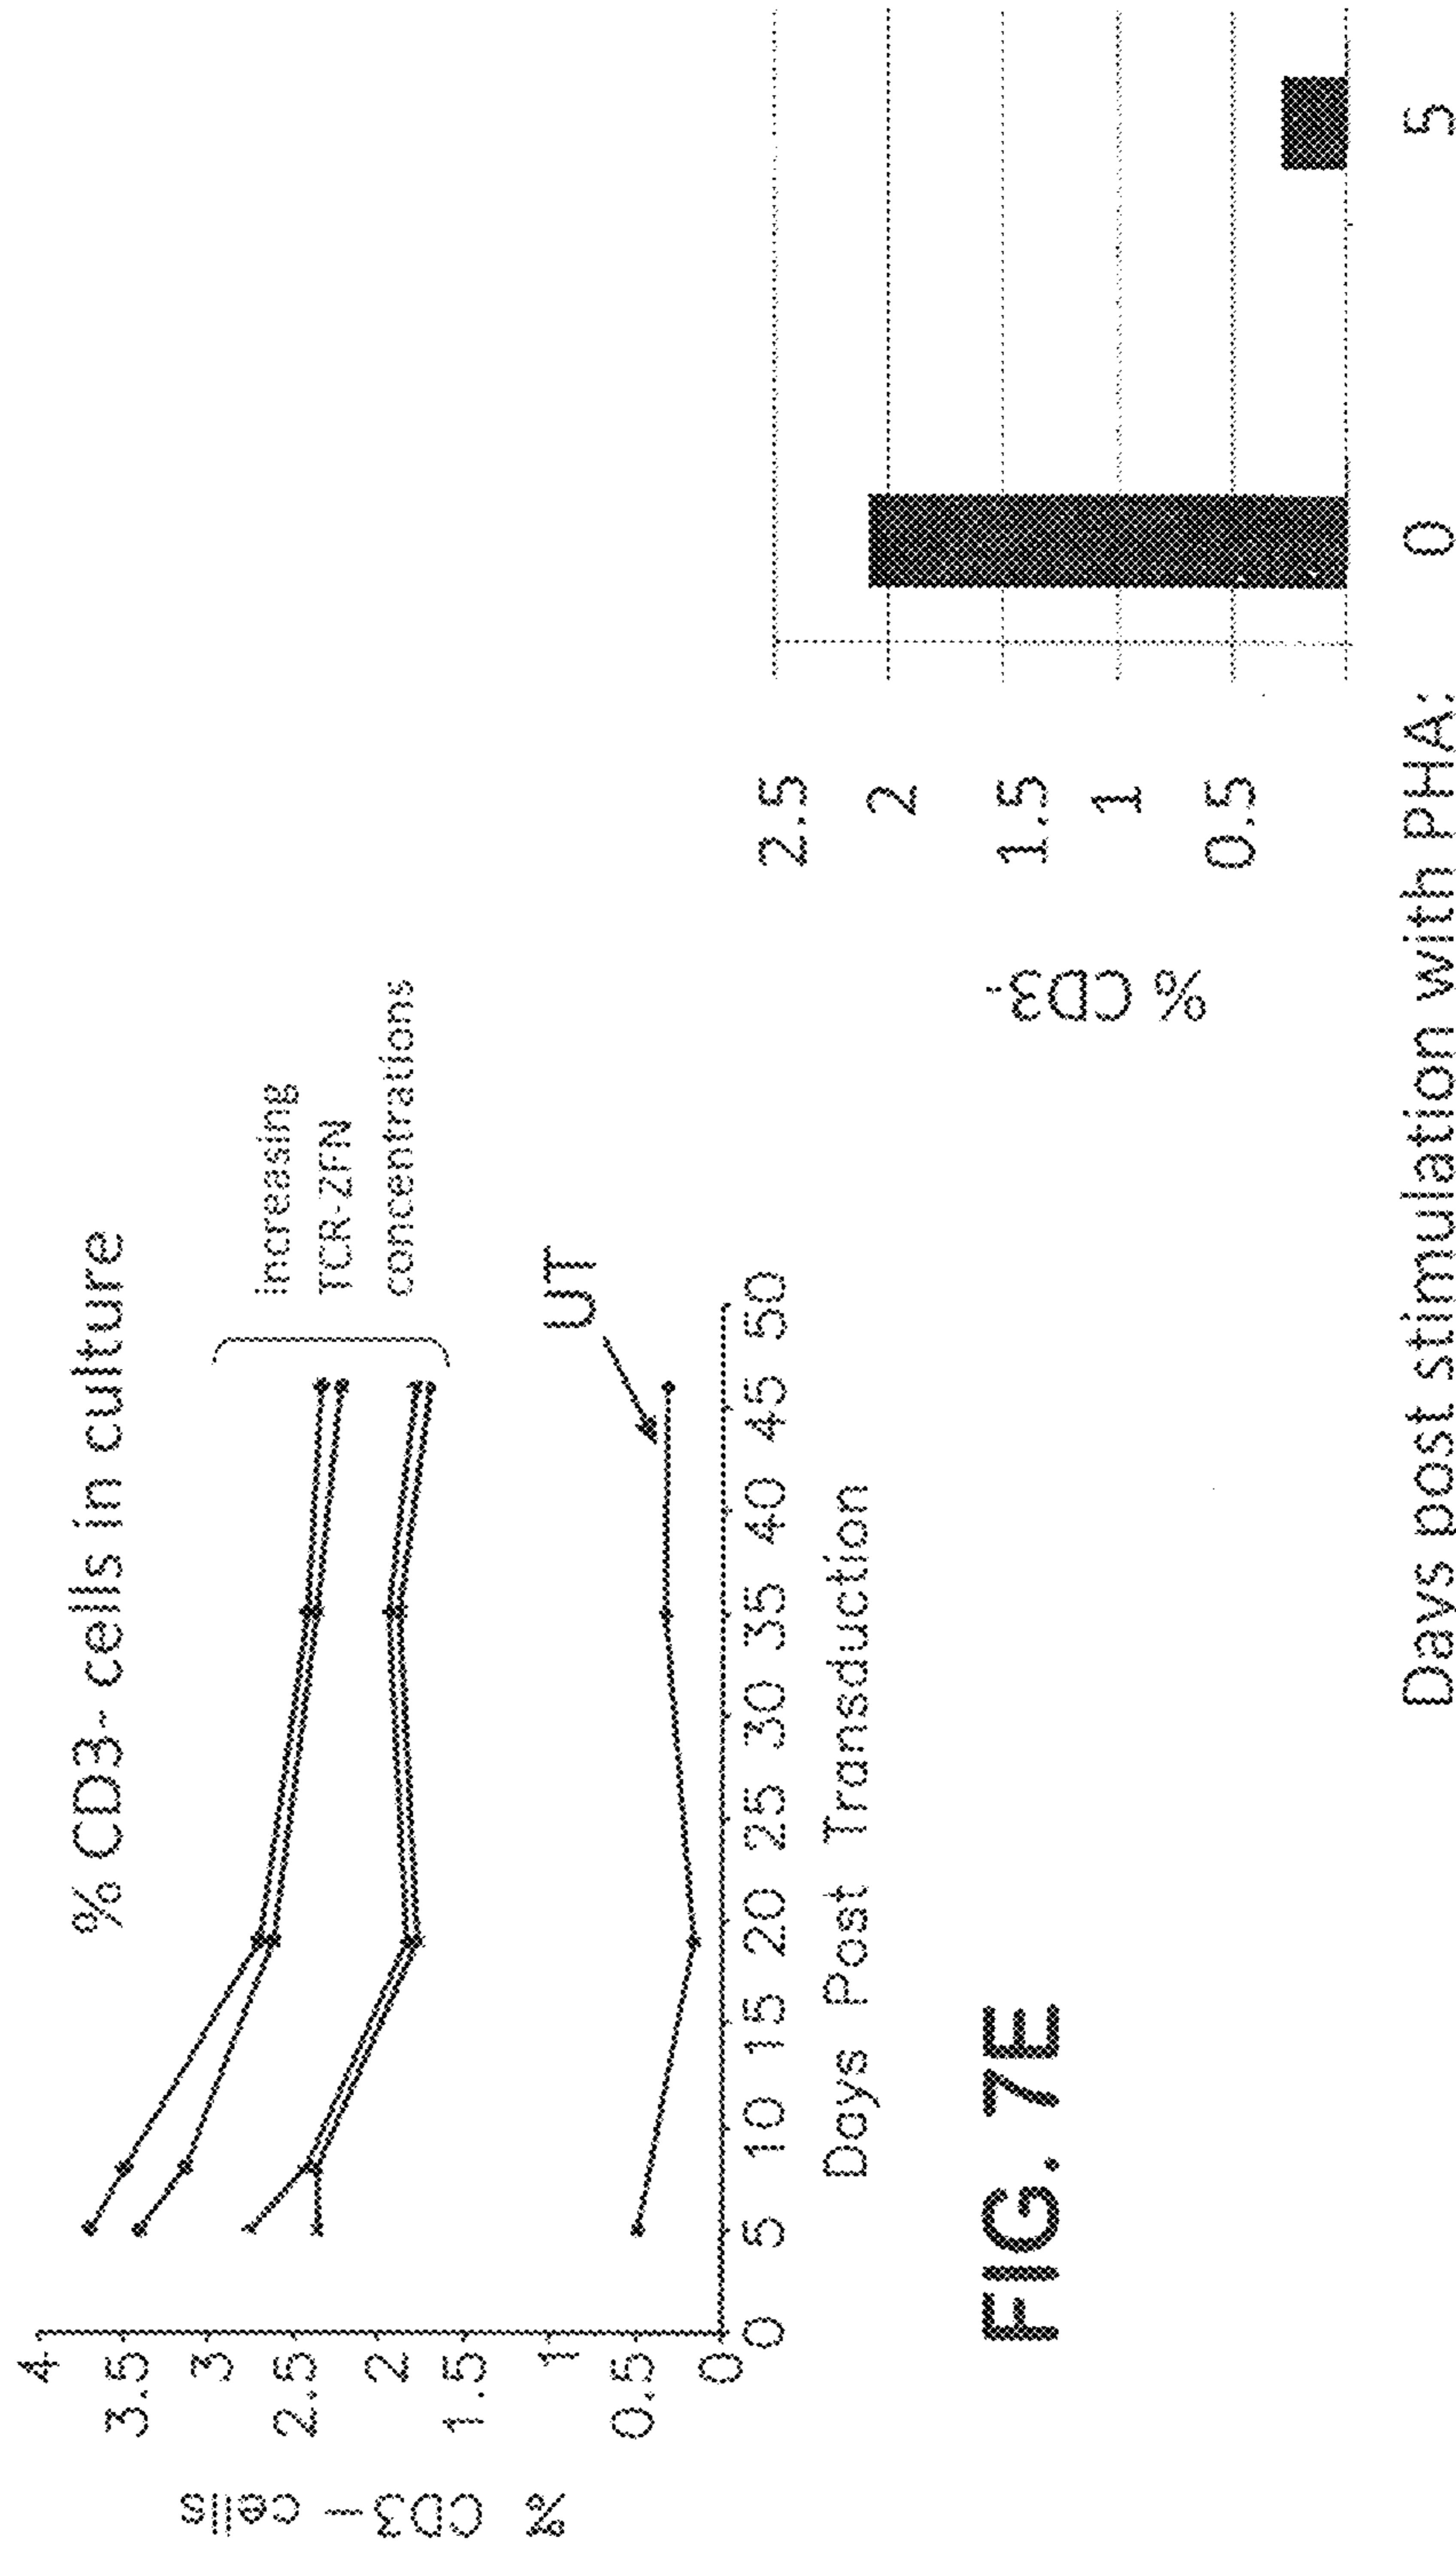 % CD3- cells in culture
% CD3- cells
4
3.5
3
2.5
2
1.5
1
0.5
0
0 5 10 15 20 25 30 35 40 45 50
Days Post Transduction
increasing
TCR-ZFN
concentrations
UT
FIG. 7E
% CD3-
2.5
2
1.5
1
0.5
Days post stimulation with PHA: 0 5